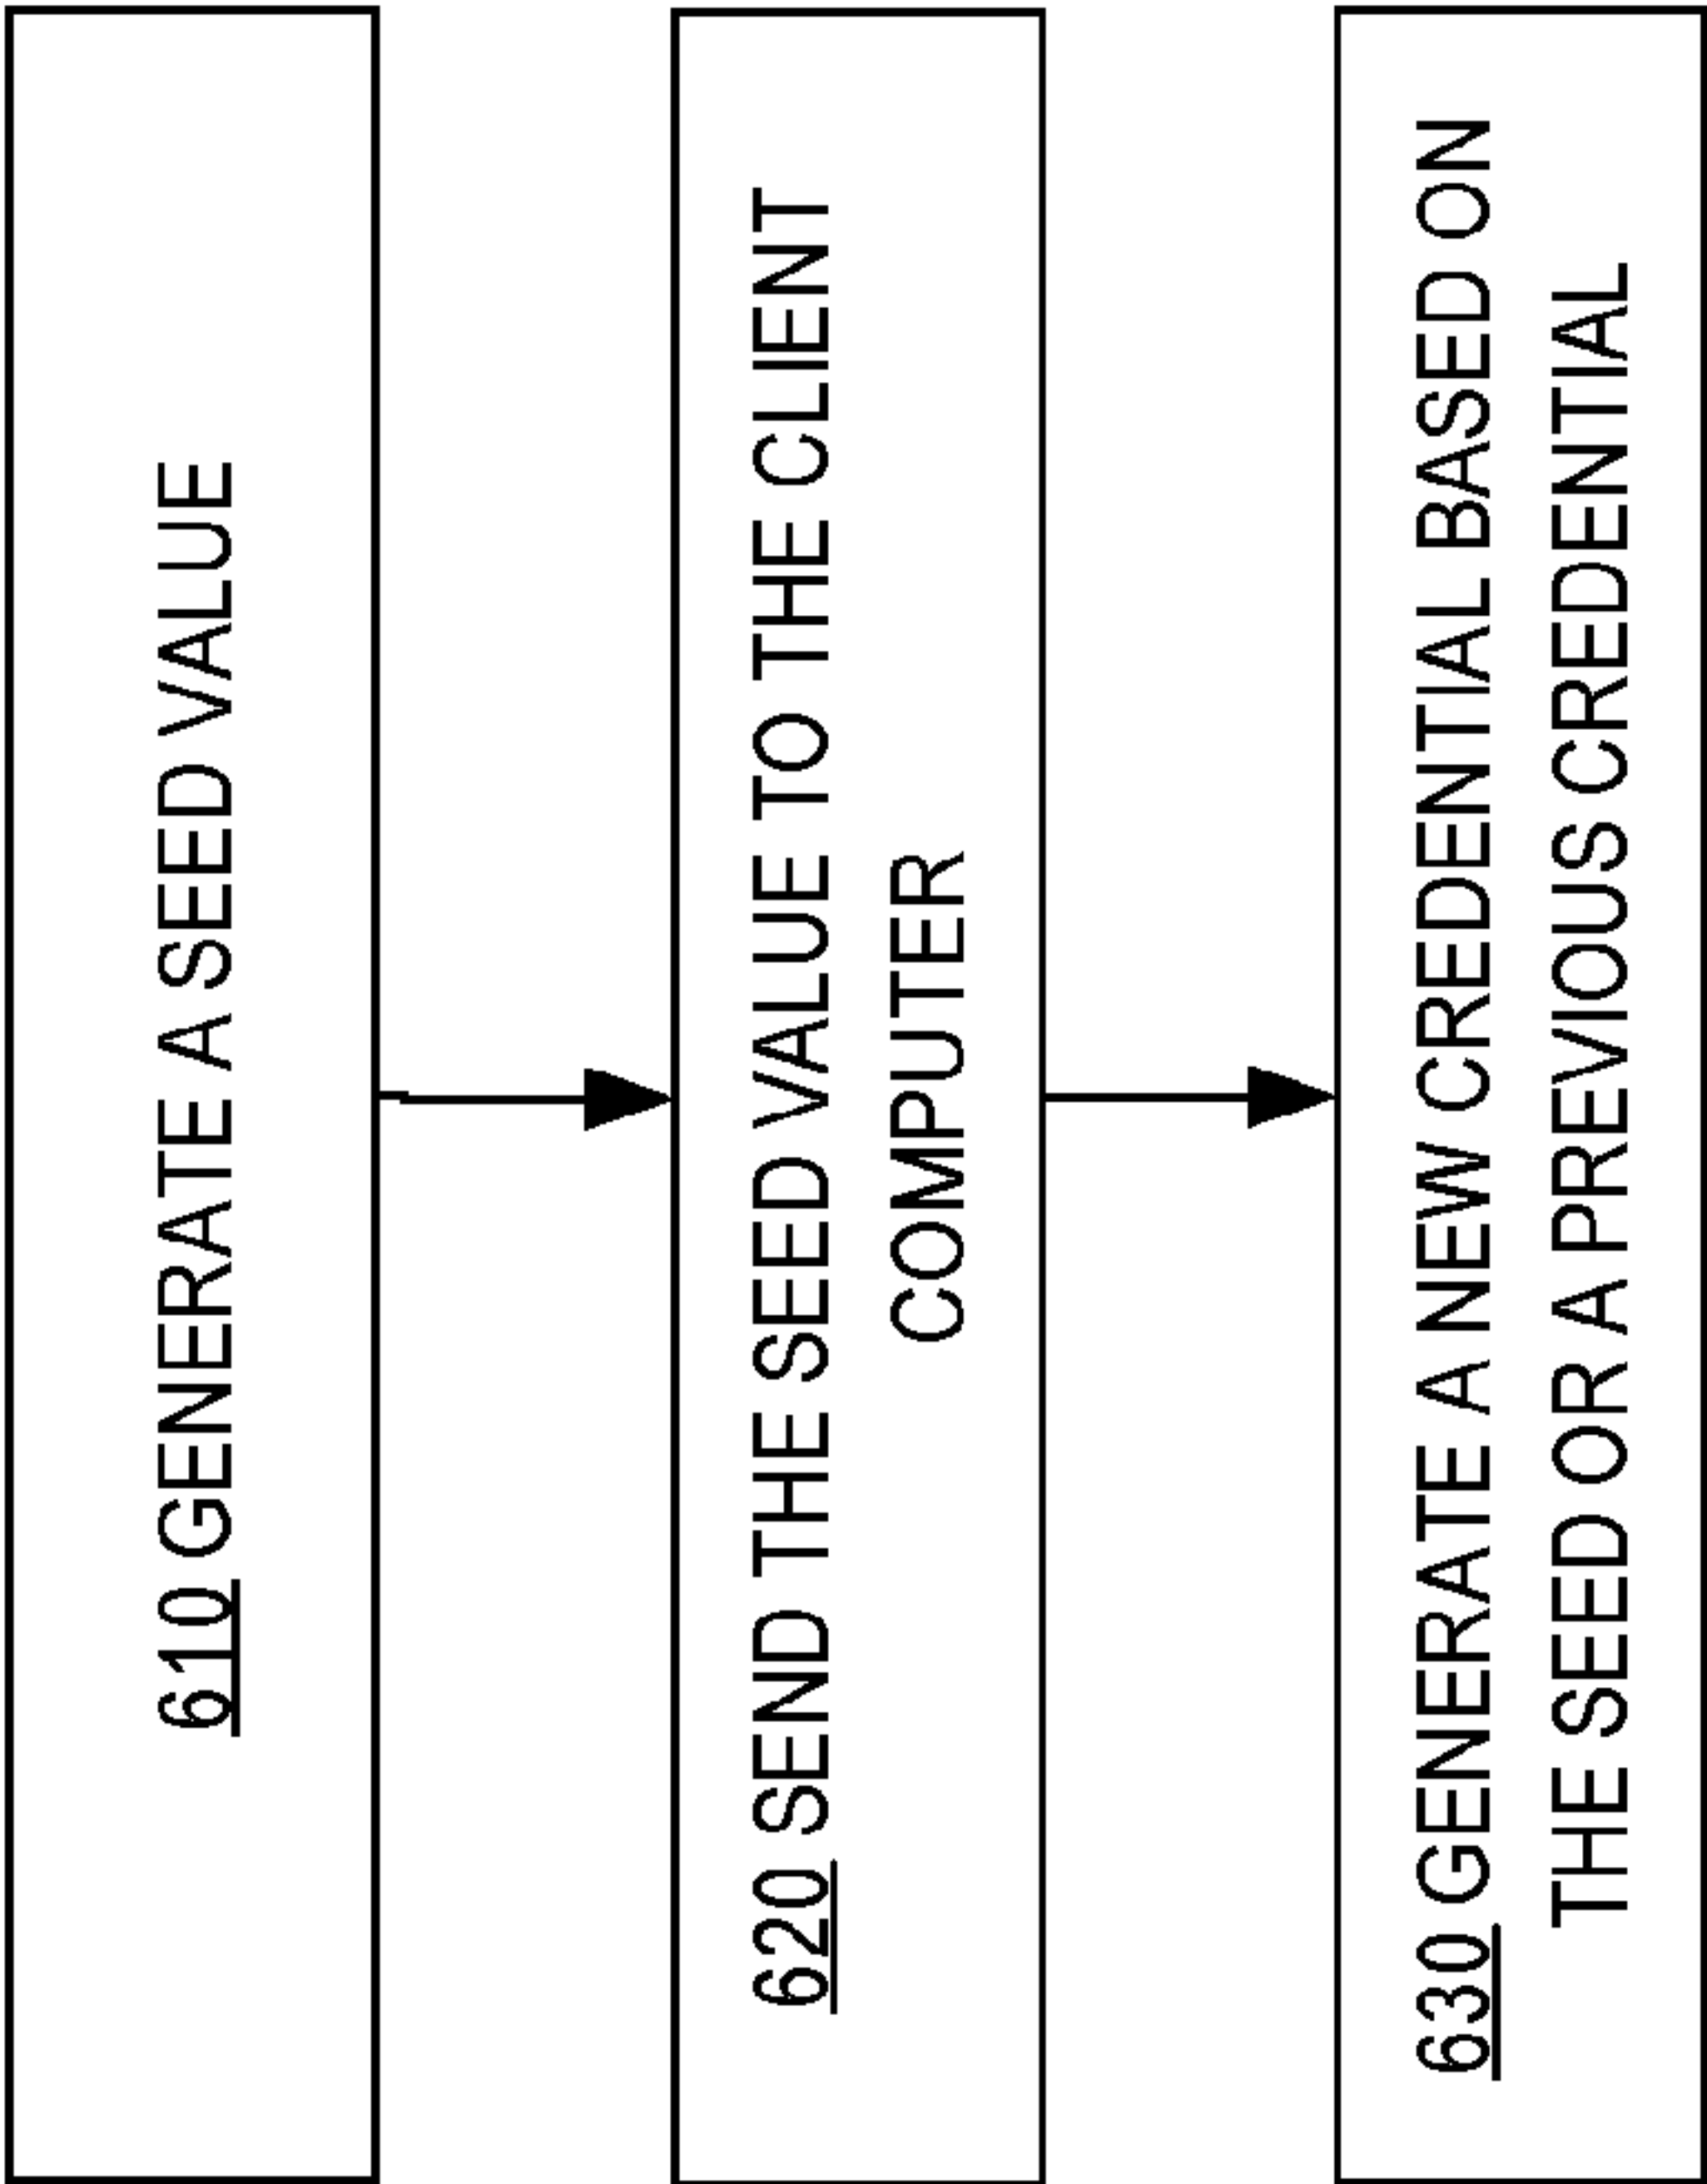 610 GENERATE A SEED VALUE
620 SEND THE SEED VALUE TO THE CLIENT
COMPUTER
630 GENERATE A NEW CREDENTIAL BASED ON
THE SEED OR A PREVIOUS CREDENTIAL